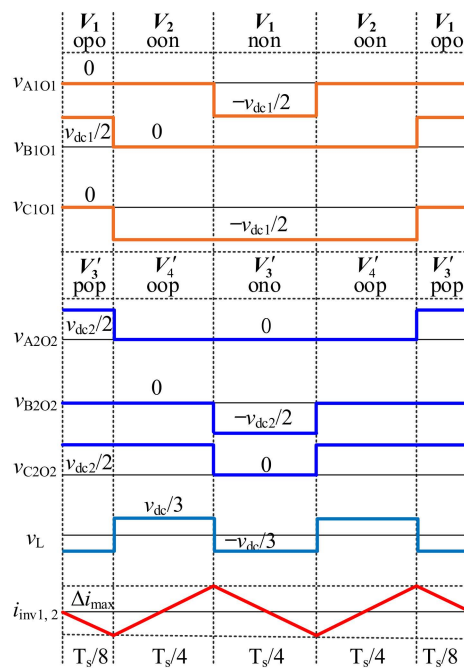 V1 V2 V1 V2 V1
opo oon non oon opo
0
vA1O1
−vdc1/2
vdc1/2 0
vB1O1
0
vC1O1
−vdc1/2
V′3 V′4 V′3 V′4 V′3
pop oop ono oop pop
vdc2/2 0
vA2O2
0
vB2O2
−vdc2/2
vC2O2
vdc2/2 0
vdc/3
vL −vdc/3
Δimax
iinv1, 2
Ts/8 Ts/4 Ts/4 Ts/4 Ts/8